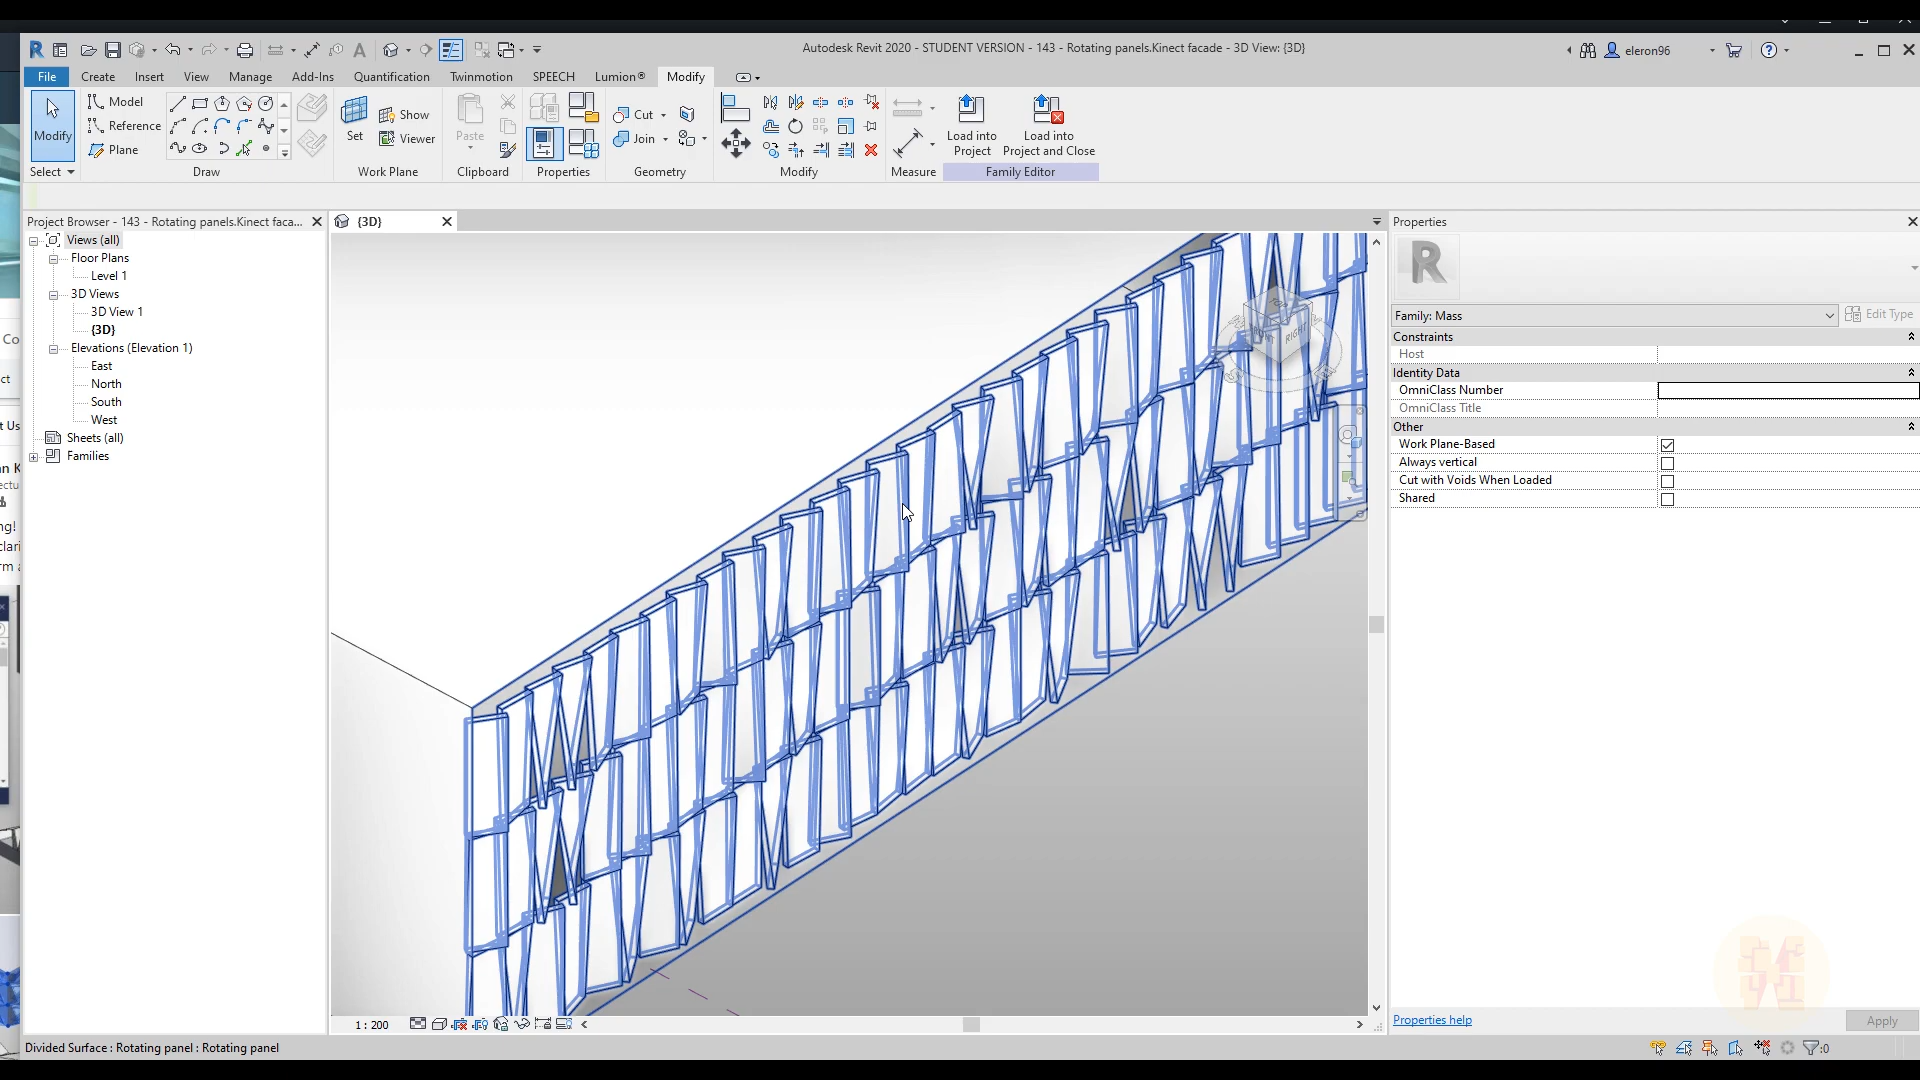 Autodesk Revit 2020 - STUDENT VERSION - 143 - Rotating panels.Kinect facade - 3D View: {3D}
eleron96
File Create Insert View Manage Add-Ins Quantification Twinmotion SPEECH Lumion® Modify
Modify
Model
Reference
Plane
Set
Show
Viewer
Paste
Cut
Join
Load into
Project
Load into
Project and Close
Select
Draw
Work Plane
Clipboard
Properties
Geometry
Modify
Measure
Family Editor
Project Browser - 143 - Rotating panels.Kinect faca...
Views (all)
Floor Plans
Level 1
3D Views
3D View 1
{3D}
Elevations (Elevation 1)
East
North
South
West
Sheets (all)
Families
{3D}
TOP
RIGHT
1 : 200
Properties
Family: Mass
Edit Type
Constraints
Host
Identity Data
OmniClass Number
OmniClass Title
Other
Work Plane-Based
Always vertical
Cut with Voids When Loaded
Shared
Properties help
Apply
Divided Surface : Rotating panel : Rotating panel
:0